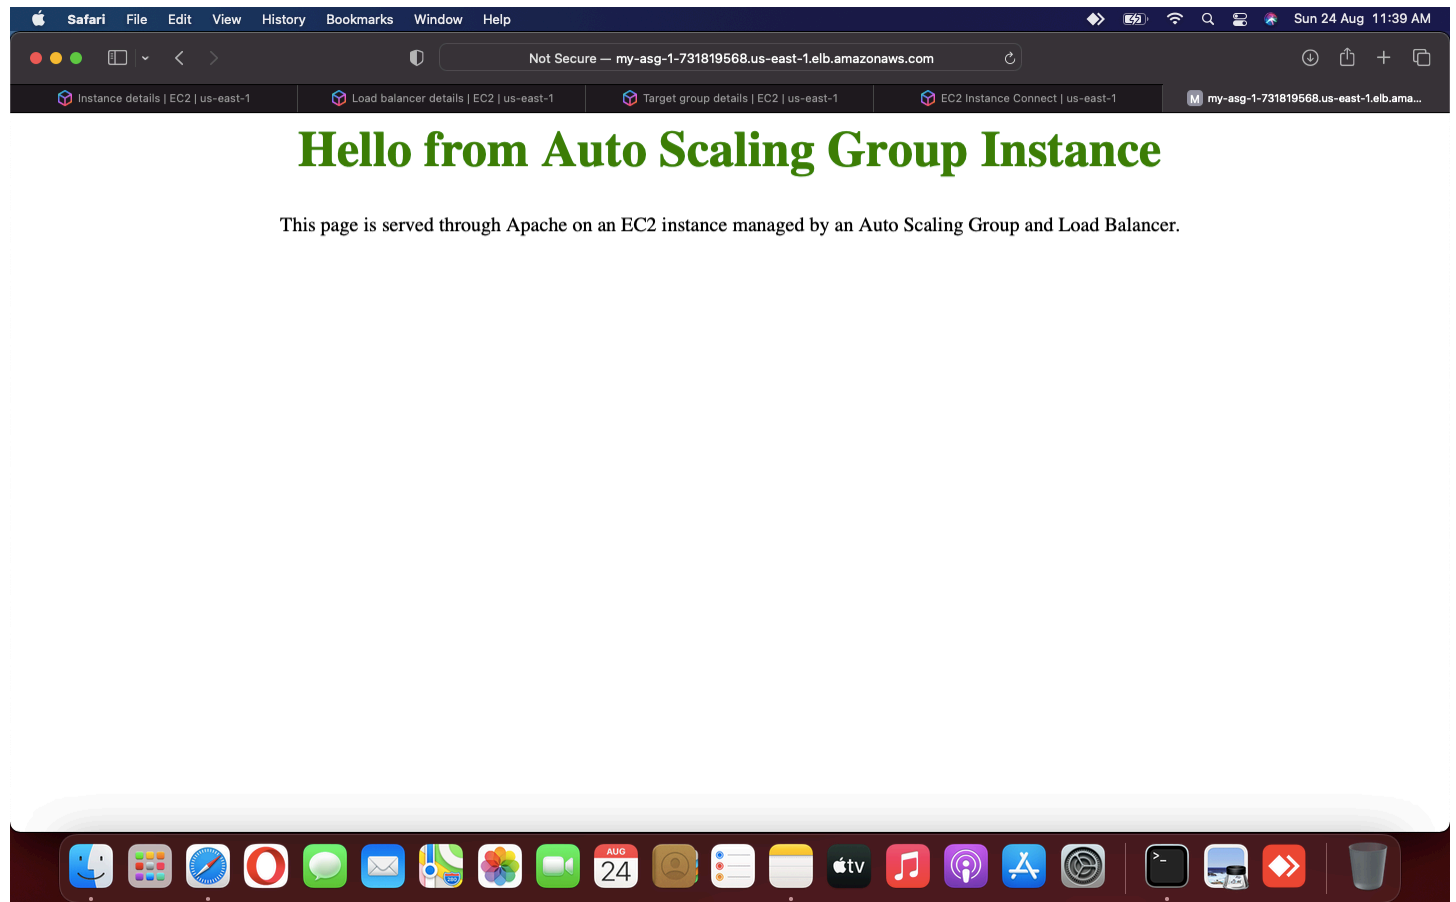 Safari File Edit View History Bookmarks Window Help Sun 24 Aug 11:39 AM
Not Secure — my-asg-1-731819568.us-east-1.elb.amazonaws.com
Instance details | EC2 | us-east-1 Load balancer details | EC2 | us-east-1 Target group details | EC2 | us-east-1 EC2 Instance Connect | us-east-1 M my-asg-1-731819568.us-east-1.elb.ama...
Hello from Auto Scaling Group Instance
This page is served through Apache on an EC2 instance managed by an Auto Scaling Group and Load Balancer.
AUG
24
280
tv
>_